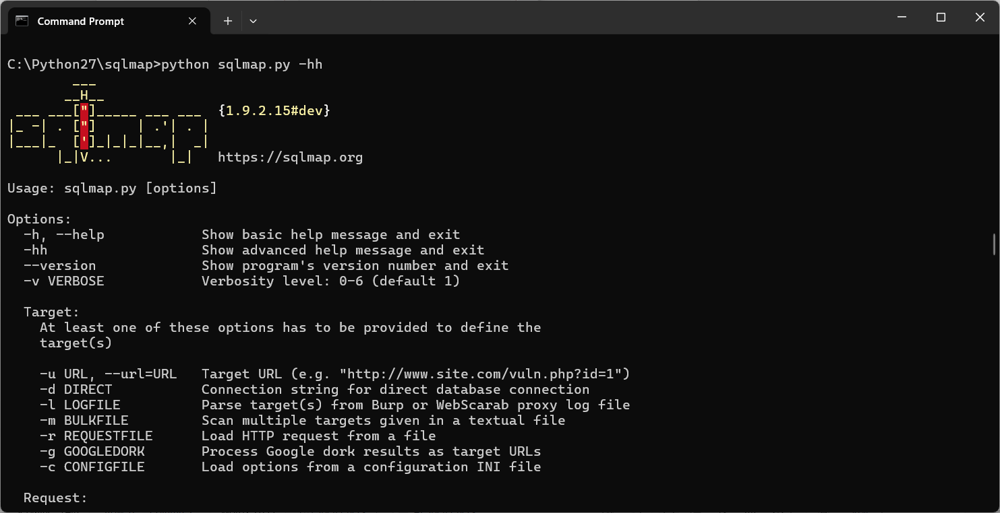 Command Prompt
C:\Python27\sqlmap>python sqlmap.py -hh
        ___
       __H__
 ___ ___["]_____ ___ ___  {1.9.2.15#dev}
|_ -| . ["]     | .'| . |
|___|_  [']_|_|_|__,|  _|
      |_|V...       |_|   https://sqlmap.org
Usage: sqlmap.py [options]
Options:
  -h, --help            Show basic help message and exit
  -hh                   Show advanced help message and exit
  --version             Show program's version number and exit
  -v VERBOSE            Verbosity level: 0-6 (default 1)
  Target:
    At least one of these options has to be provided to define the
    target(s)
    -u URL, --url=URL   Target URL (e.g. "http://www.site.com/vuln.php?id=1")
    -d DIRECT           Connection string for direct database connection
    -l LOGFILE          Parse target(s) from Burp or WebScarab proxy log file
    -m BULKFILE         Scan multiple targets given in a textual file
    -r REQUESTFILE      Load HTTP request from a file
    -g GOOGLEDORK       Process Google dork results as target URLs
    -c CONFIGFILE       Load options from a configuration INI file
  Request: